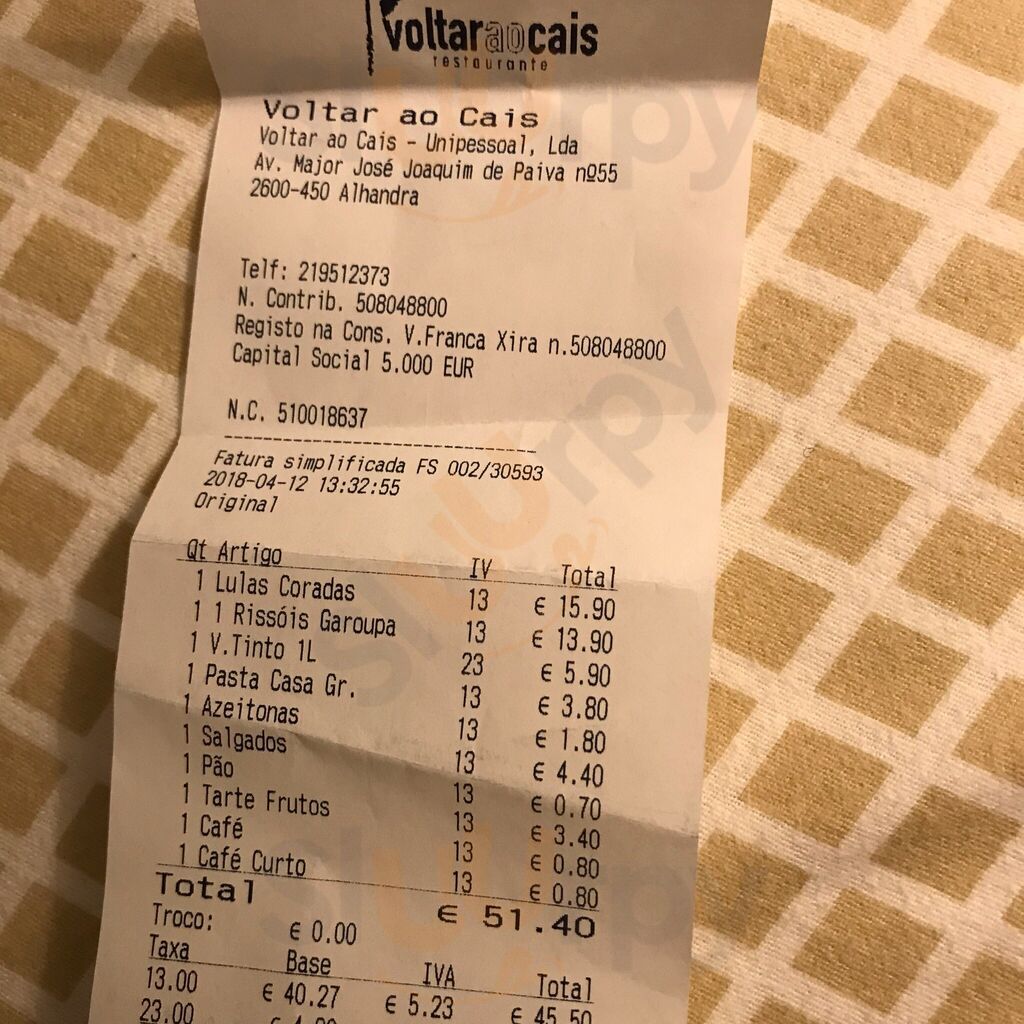 voltaraocais
restaurante
Voltar ao Cais
Voltar ao Cais - Unipessoal, Lda
Av. Major José Joaquim de Paiva nº55
2600-450 Alhandra
Telf: 219512373
N. Contrib. 508048800
Registo na Cons. V.Franca Xira n.508048800
Capital Social 5.000 EUR
N.C. 510018637
Fatura simplificada FS 002/30593
2018-04-12 13:32:55
Original
Qt Artigo IV Total
1 Lulas Coradas 13 € 15.90
1 1 Rissóis Garoupa 13 € 13.90
1 V.Tinto 1L 23 € 5.90
1 Pasta Casa Gr. 13 € 3.80
1 Azeitonas 13 € 1.80
1 Salgados 13 € 4.40
1 Pão 13 € 0.70
1 Tarte Frutos 13 € 3.40
1 Café 13 € 0.80
1 Café Curto 13 € 0.80
Total € 51.40
Troco: € 0.00
Taxa Base IVA Total
13.00 € 40.27 € 5.23 € 45.50
23.00 €
slurpy